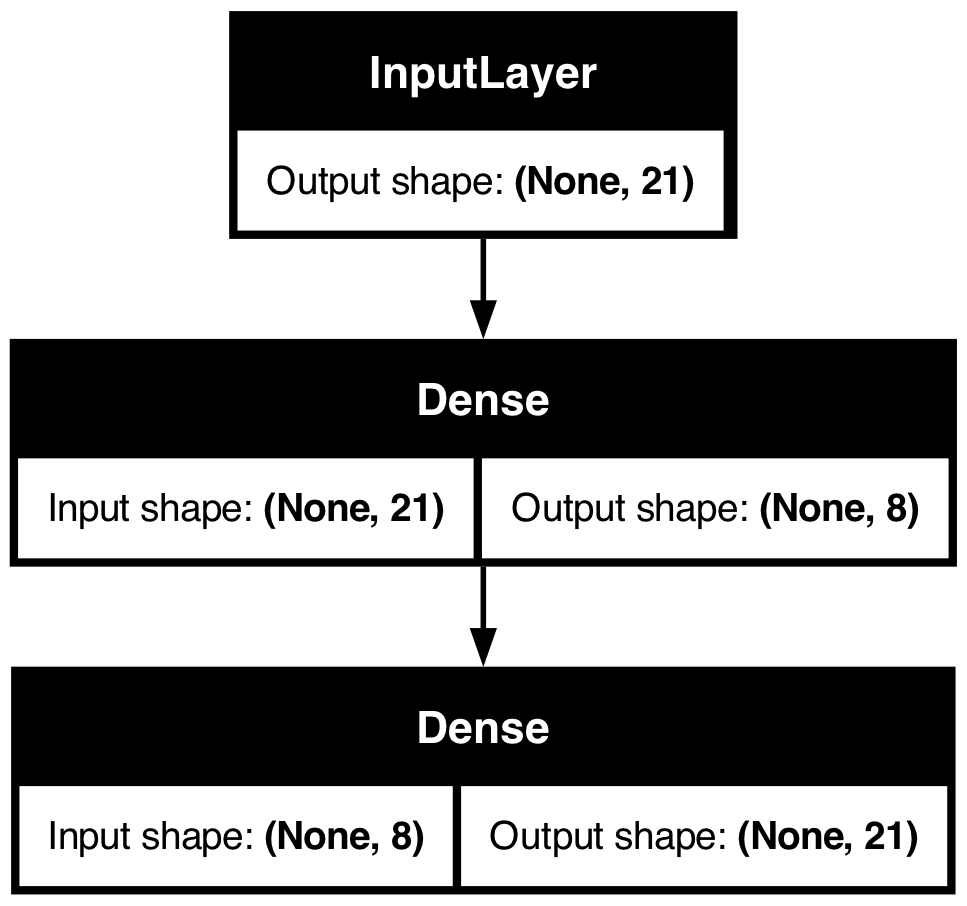 InputLayer
Output shape: (None, 21)
Dense
Input shape: (None, 21) Output shape: (None, 8)
Dense
Input shape: (None, 8) Output shape: (None, 21)